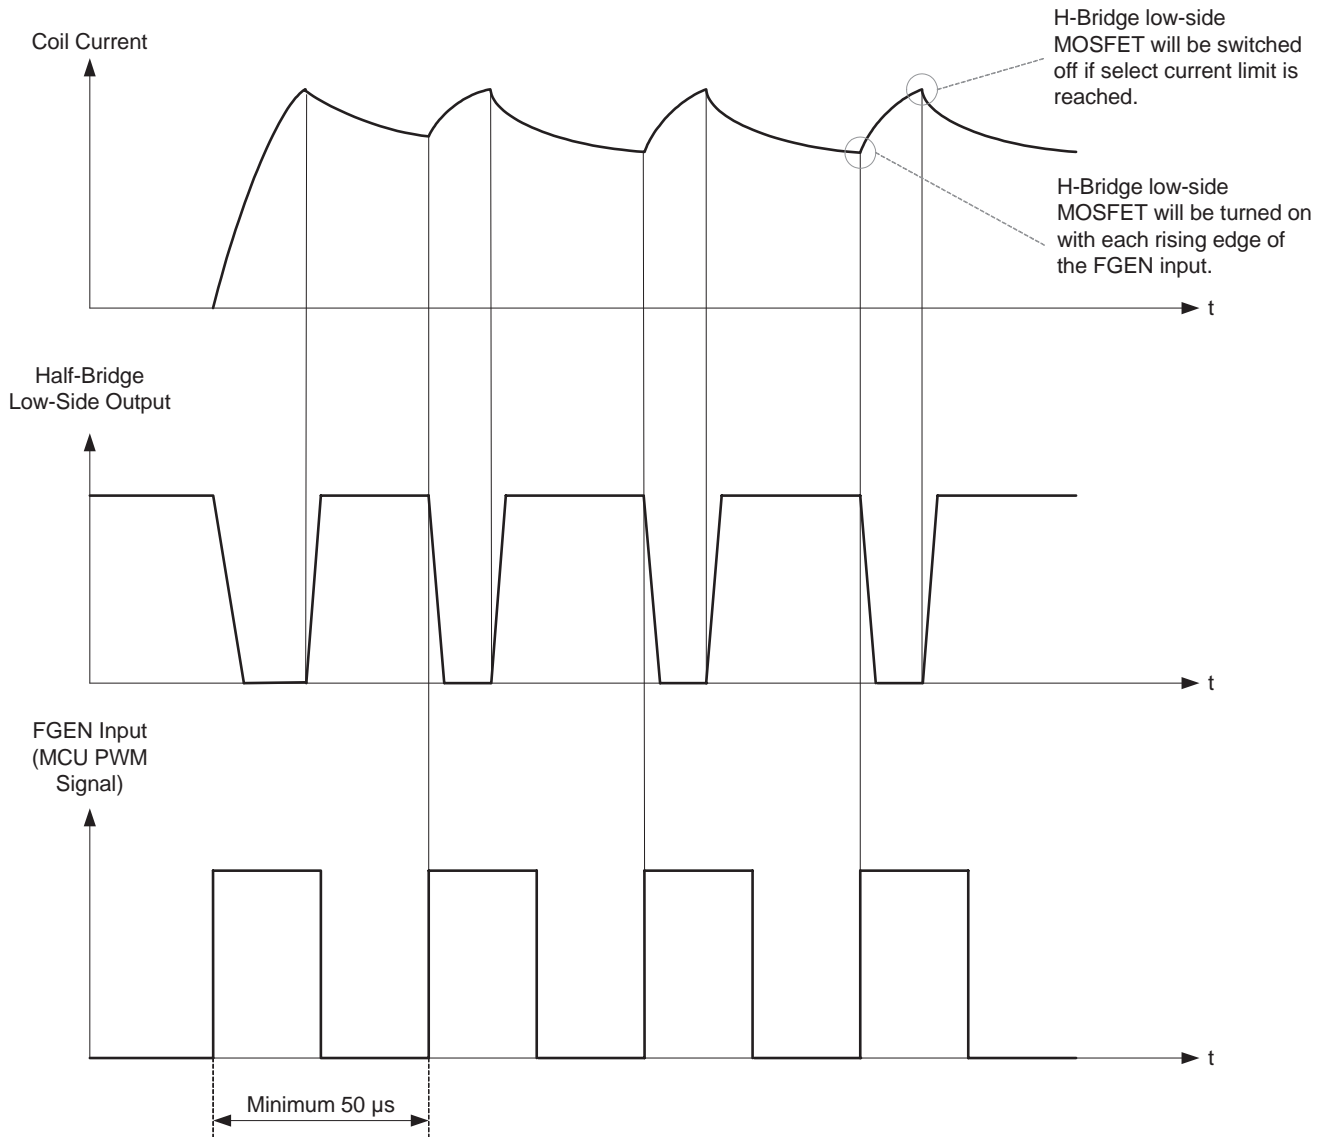 H-Bridge low-side
MOSFET will be switched
off if select current limit is
reached.
Coil Current
H-Bridge low-side
MOSFET will be turned on
with each rising edge of
the FGEN input.
t
Half-Bridge
Low-Side Output
t
FGEN Input
(MCU PWM
Signal)
t
Minimum 50 µs